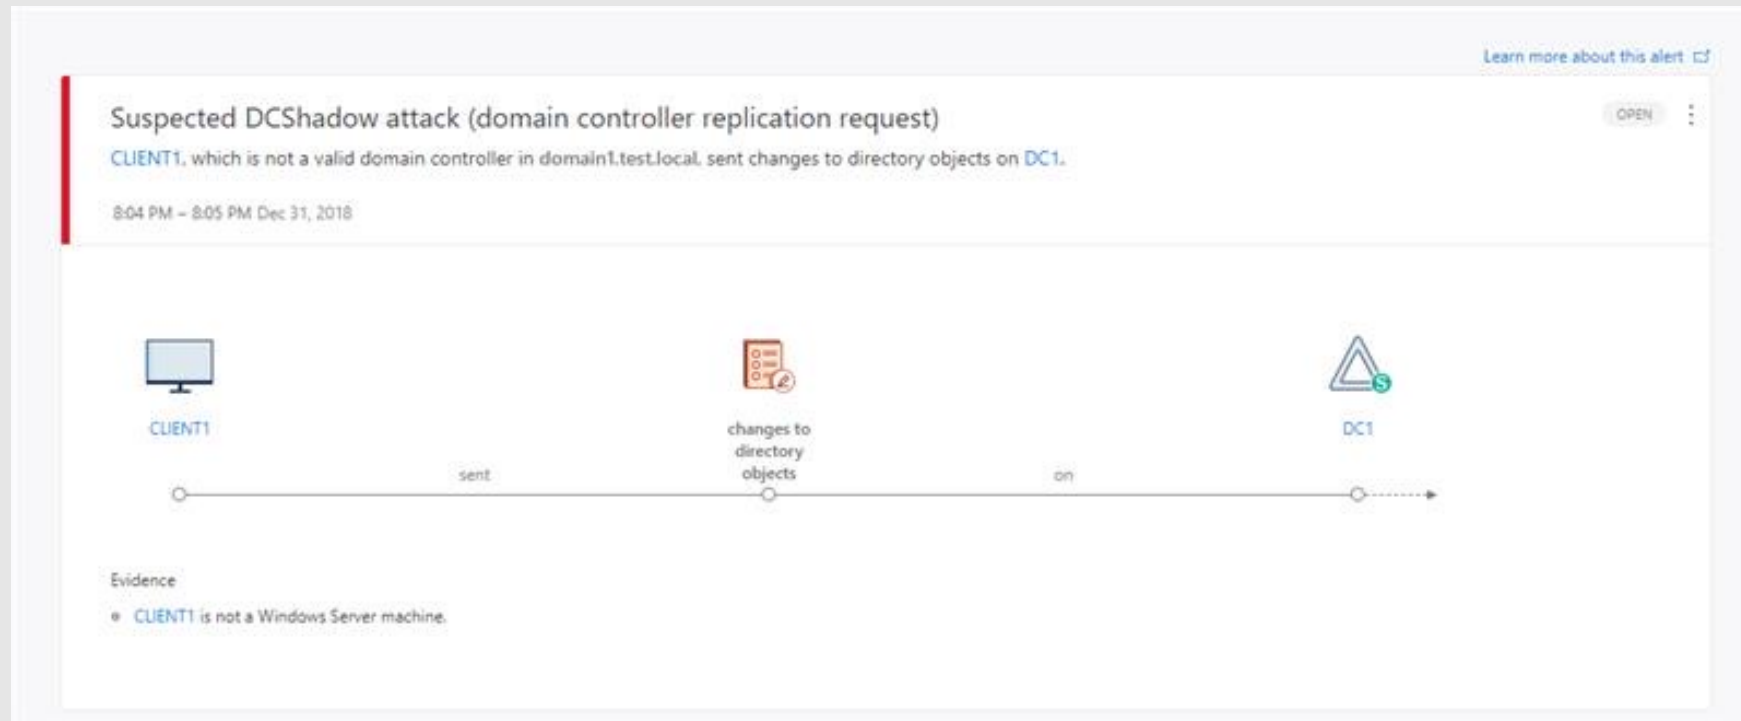 Learn more about this alert
Suspected DCShadow attack (domain controller replication request)
OPEN
CLIENT1, which is not a valid domain controller in domain1.test.local, sent changes to directory objects on DC1.
8:04 PM – 8:05 PM Dec 31, 2018
CLIENT1
changes to
directory
objects
DC1
sent
on
S
Evidence
CLIENT1 is not a Windows Server machine.